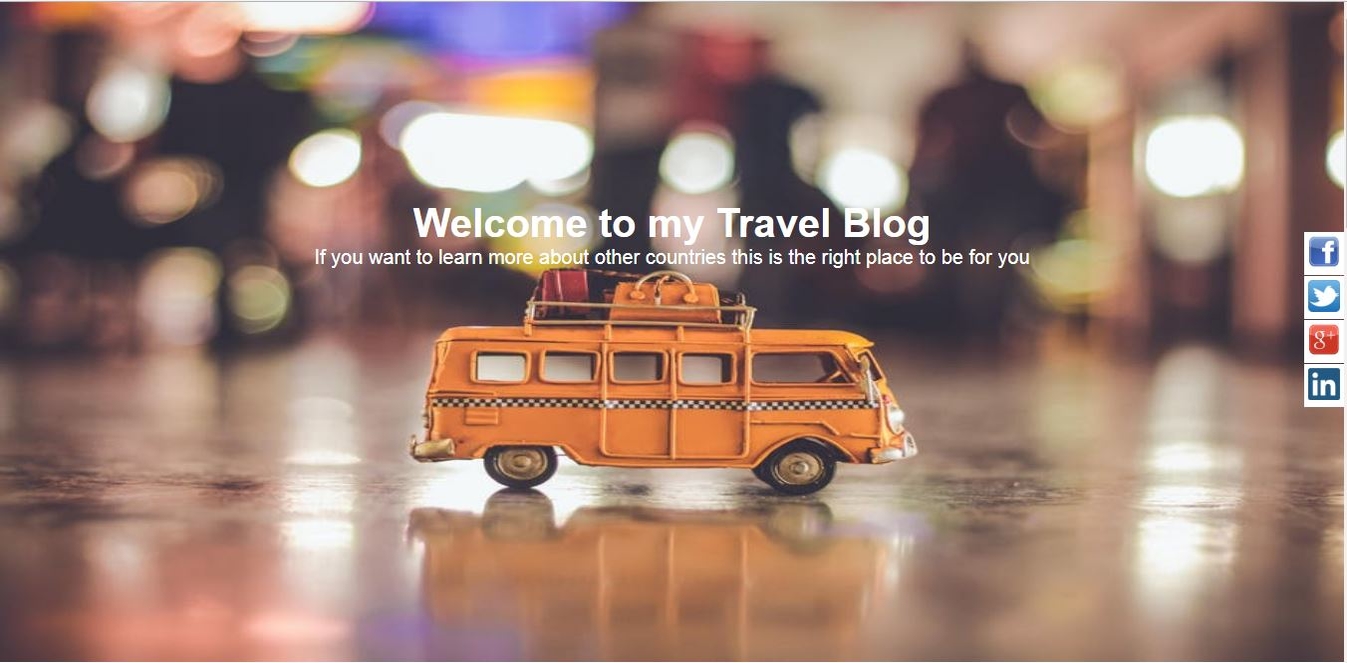 Welcome to my Travel Blog
If you want to learn more about other countries this is the right place to be for you
f
g+
in